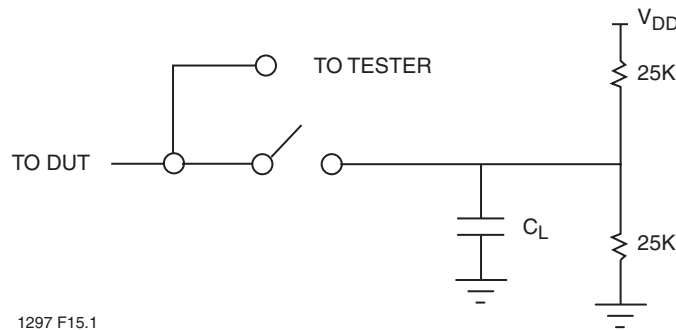 V_DD
25K
TO TESTER
TO DUT
C_L
25K
1297 F15.1